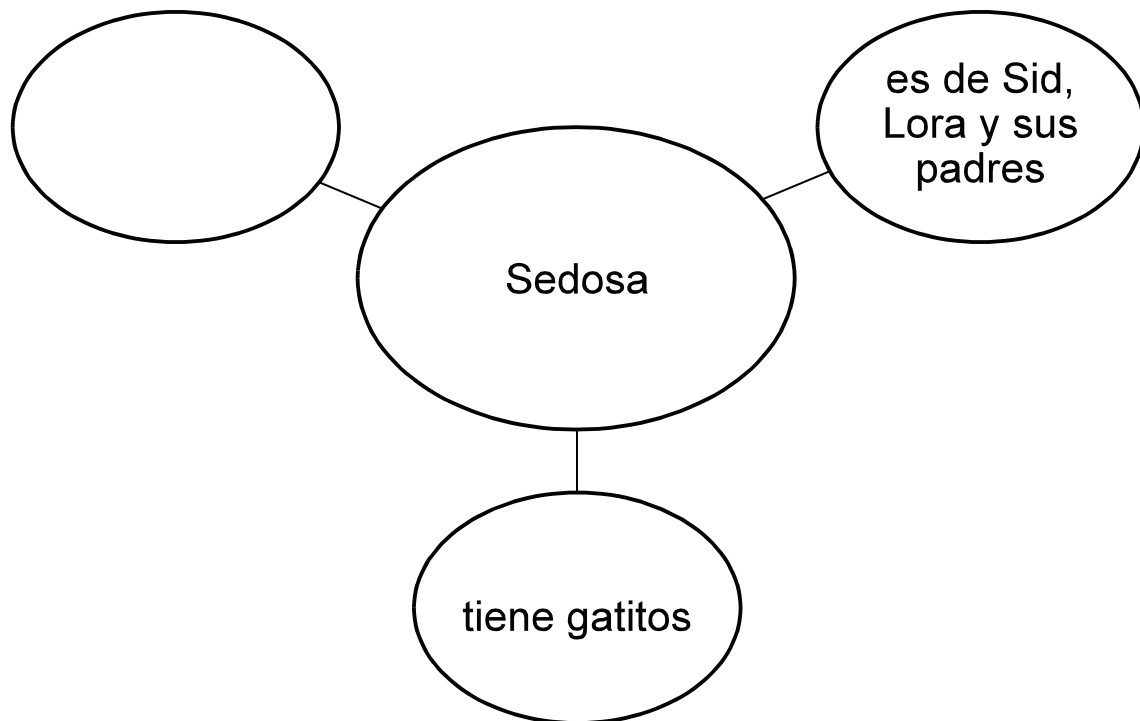 es de Sid,
Lora y sus
padres
Sedosa
tiene gatitos